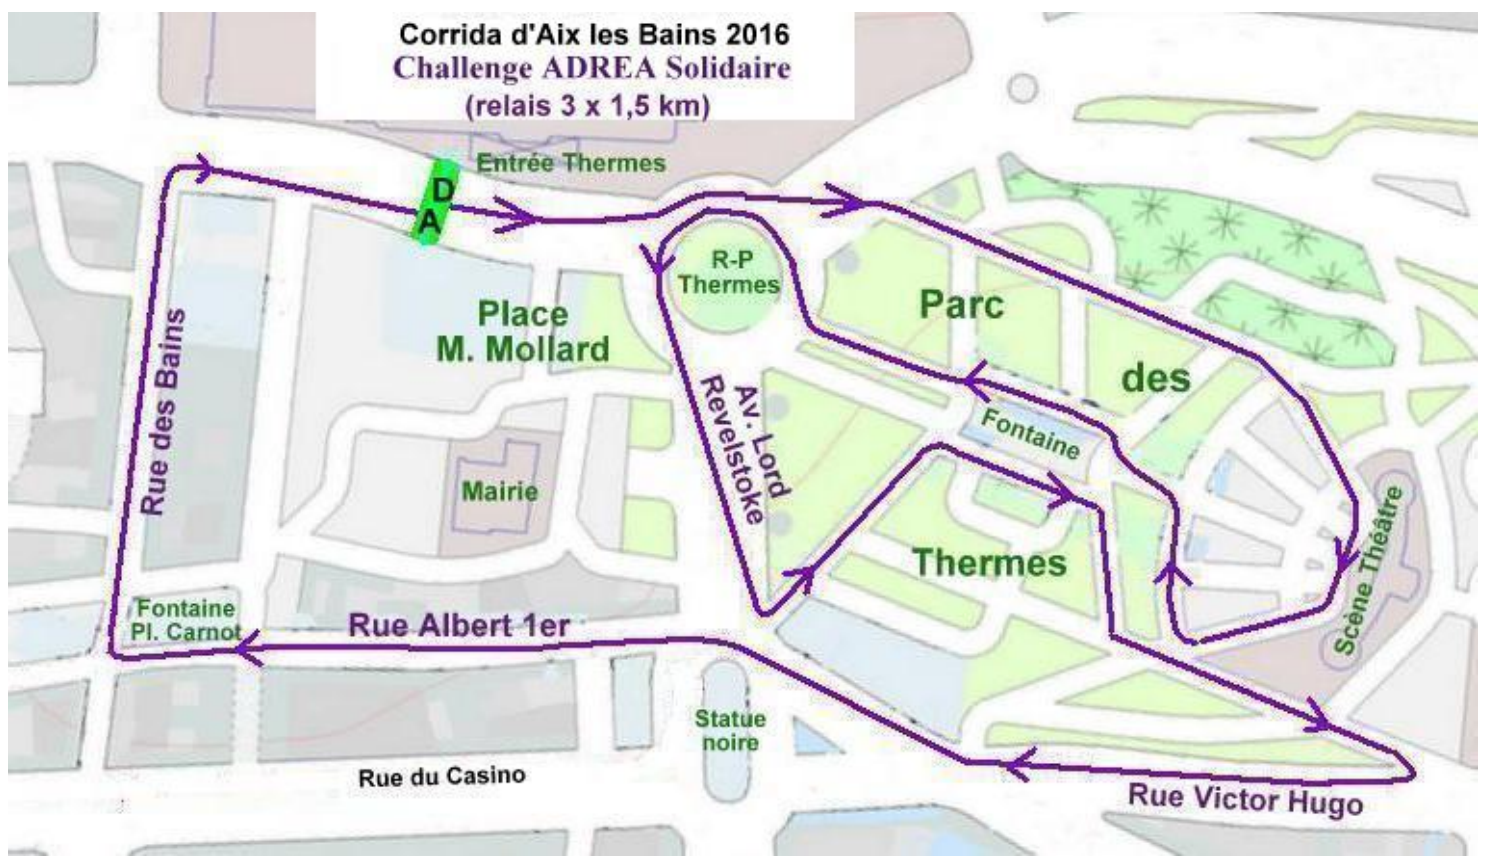 Corrida d'Aix les Bains 2016
Challenge ADREA Solidaire
(relais 3 x 1,5 km)
Entrée Thermes
D
A
R-P
Thermes
Place
M. Mollard
Parc
des
Thermes
Fontaine
Av. Lord
Revelstoke
Rue des Bains
Mairie
Scène Théâtre
Fontaine
Pl. Carnot
Rue Albert 1er
Statue
noire
Rue du Casino
Rue Victor Hugo